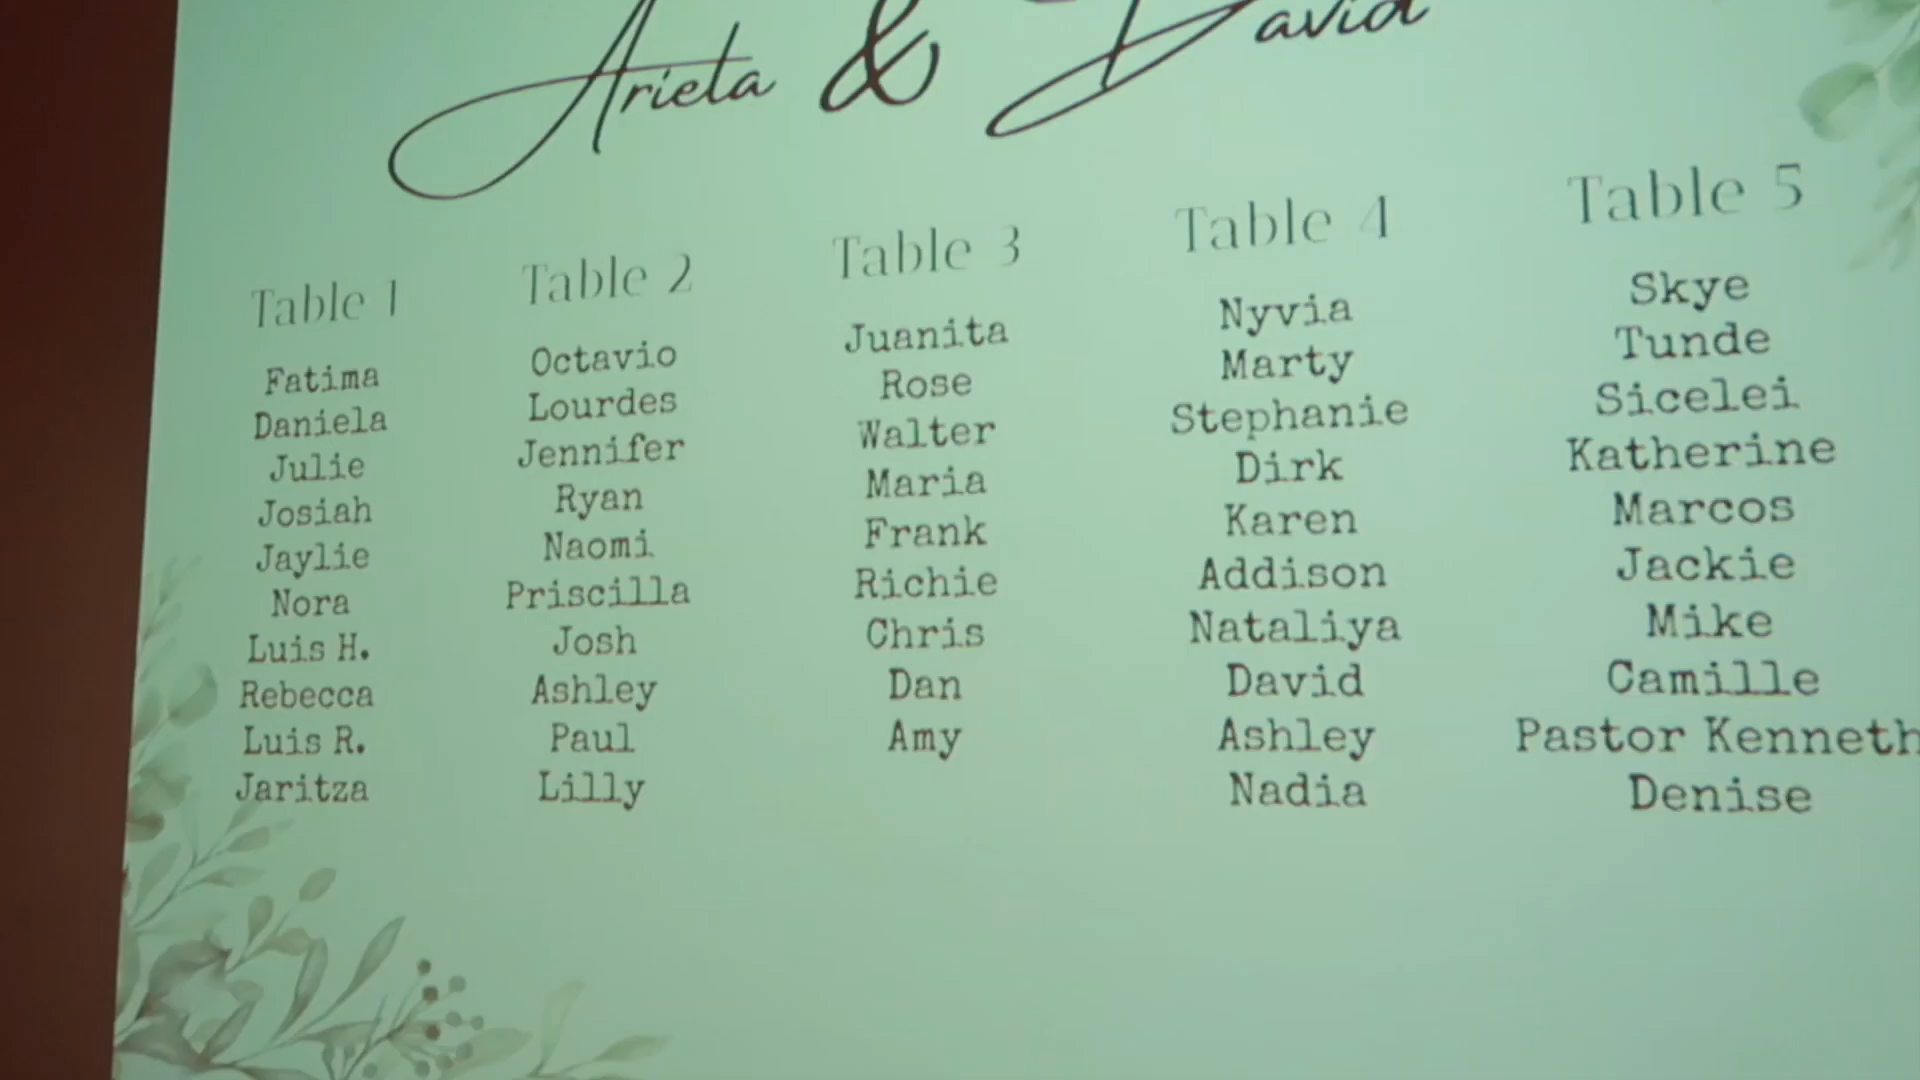 Arieta & David
Table 1
Fatima
Daniela
Julie
Josiah
Jaylie
Nora
Luis H.
Rebecca
Luis R.
Jaritza
Table 2
Octavio
Lourdes
Jennifer
Ryan
Naomi
Priscilla
Josh
Ashley
Paul
Lilly
Table 3
Juanita
Rose
Walter
Maria
Frank
Richie
Chris
Dan
Amy
Table 4
Nyvia
Marty
Stephanie
Dirk
Karen
Addison
Nataliya
David
Ashley
Nadia
Table 5
Skye
Tunde
Sicelei
Katherine
Marcos
Jackie
Mike
Camille
Pastor Kenneth
Denise